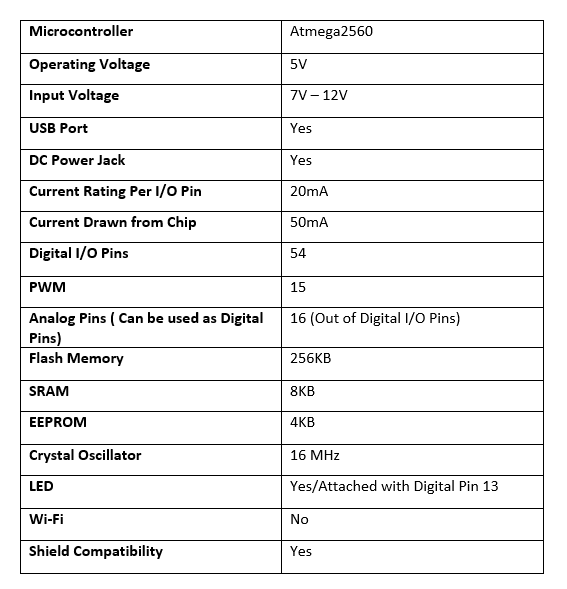 Microcontroller Atmega2560
Operating Voltage 5V
Input Voltage 7V – 12V
USB Port Yes
DC Power Jack Yes
Current Rating Per I/O Pin 20mA
Current Drawn from Chip 50mA
Digital I/O Pins 54
PWM 15
Analog Pins ( Can be used as Digital 16 (Out of Digital I/O Pins)
Pins)
Flash Memory 256KB
SRAM 8KB
EEPROM 4KB
Crystal Oscillator 16 MHz
LED Yes/Attached with Digital Pin 13
Wi-Fi No
Shield Compatibility Yes